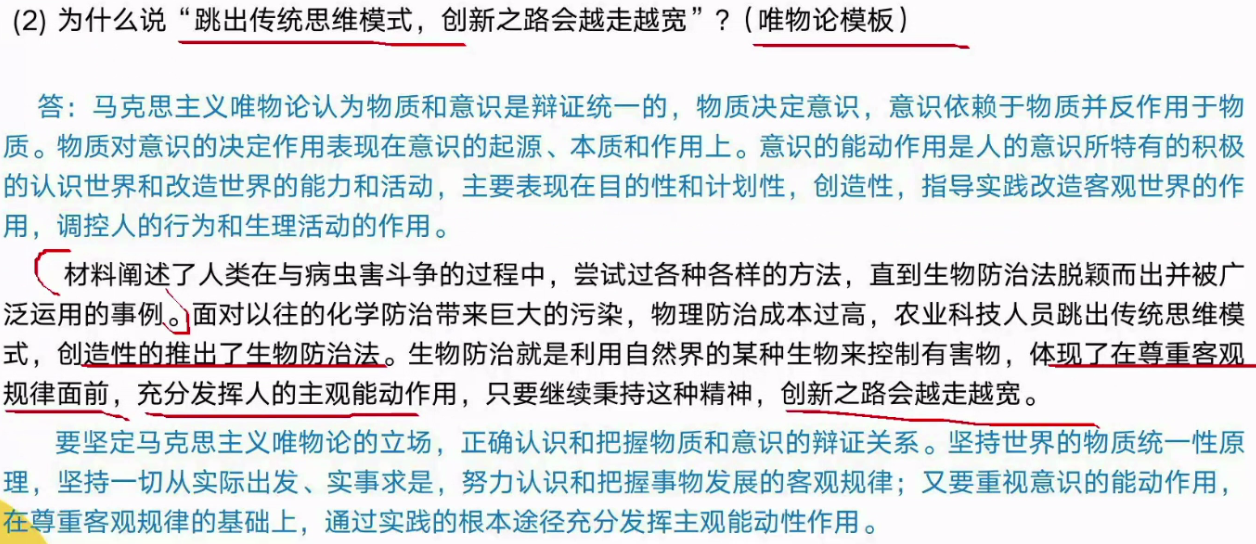 (2) 为什么说“跳出传统思维模式，创新之路会越走越宽”？（唯物论模板）
答：马克思主义唯物论认为物质和意识是辩证统一的，物质决定意识，意识依赖于物质并反作用于物
质。物质对意识的决定作用表现在意识的起源、本质和作用上。意识的能动作用是人的意识所特有的积极
的认识世界和改造世界的能力和活动，主要表现在目的性和计划性，创造性，指导实践改造客观世界的作
用，调控人的行为和生理活动的作用。
材料阐述了人类在与病虫害斗争的过程中，尝试过各种各样的方法，直到生物防治法脱颖而出并被广
泛运用的事例。面对以往的化学防治带来巨大的污染，物理防治成本过高，农业科技人员跳出传统思维模
式，创造性的推出了生物防治法。生物防治就是利用自然界的某种生物来控制有害物，体现了在尊重客观
规律面前，充分发挥人的主观能动作用，只要继续秉持这种精神，创新之路会越走越宽。
要坚定马克思主义唯物论的立场，正确认识和把握物质和意识的辩证关系。坚持世界的物质统一性原
理，坚持一切从实际出发、实事求是，努力认识和把握事物发展的客观规律；又要重视意识的能动作用，
在尊重客观规律的基础上，通过实践的根本途径充分发挥主观能动性作用。